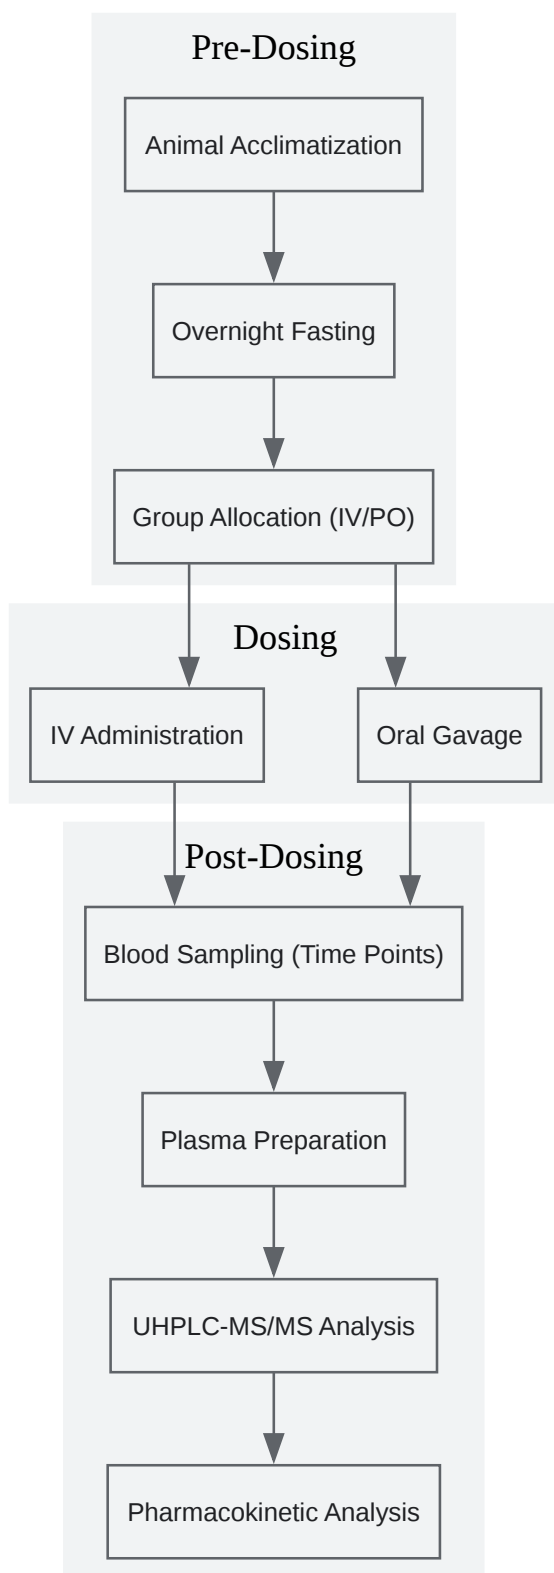 Pre-Dosing
Animal Acclimatization
Overnight Fasting
Group Allocation (IV/PO)
Dosing
IV Administration
Oral Gavage
Post-Dosing
Blood Sampling (Time Points)
Plasma Preparation
UHPLC-MS/MS Analysis
Pharmacokinetic Analysis